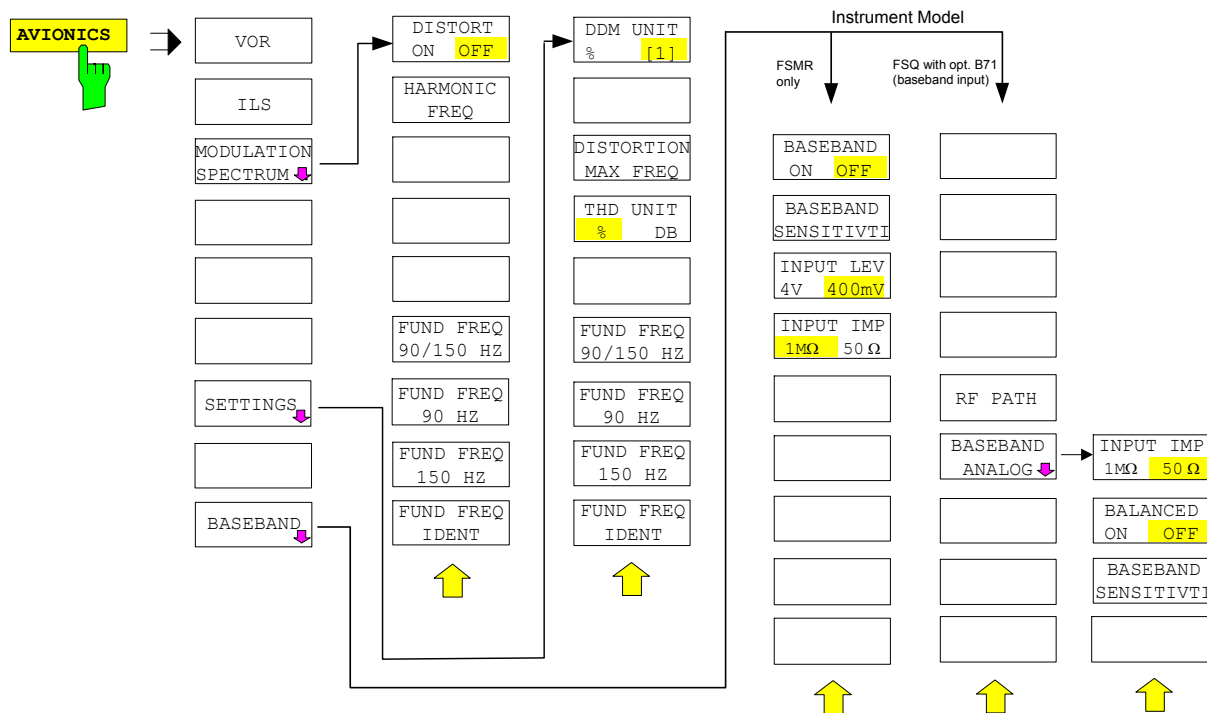 AVIONICS
VOR
ILS
MODULATION
SPECTRUM
SETTINGS
BASEBAND
DISTORT
ON OFF
HARMONIC
FREQ
FUND FREQ
90/150 HZ
FUND FREQ
90 HZ
FUND FREQ
150 HZ
FUND FREQ
IDENT
DDM UNIT
% [1]
DISTORTION
MAX FREQ
THD UNIT
% DB
FUND FREQ
90/150 HZ
FUND FREQ
90 HZ
FUND FREQ
150 HZ
FUND FREQ
IDENT
Instrument Model
FSMR
only
BASEBAND
ON OFF
BASEBAND
SENSITIVTI
INPUT LEV
4V 400mV
INPUT IMP
1MΩ 50 Ω
FSQ with opt. B71
(baseband input)
RF PATH
BASEBAND
ANALOG
INPUT IMP
1MΩ 50 Ω
BALANCED
ON OFF
BASEBAND
SENSITIVTI